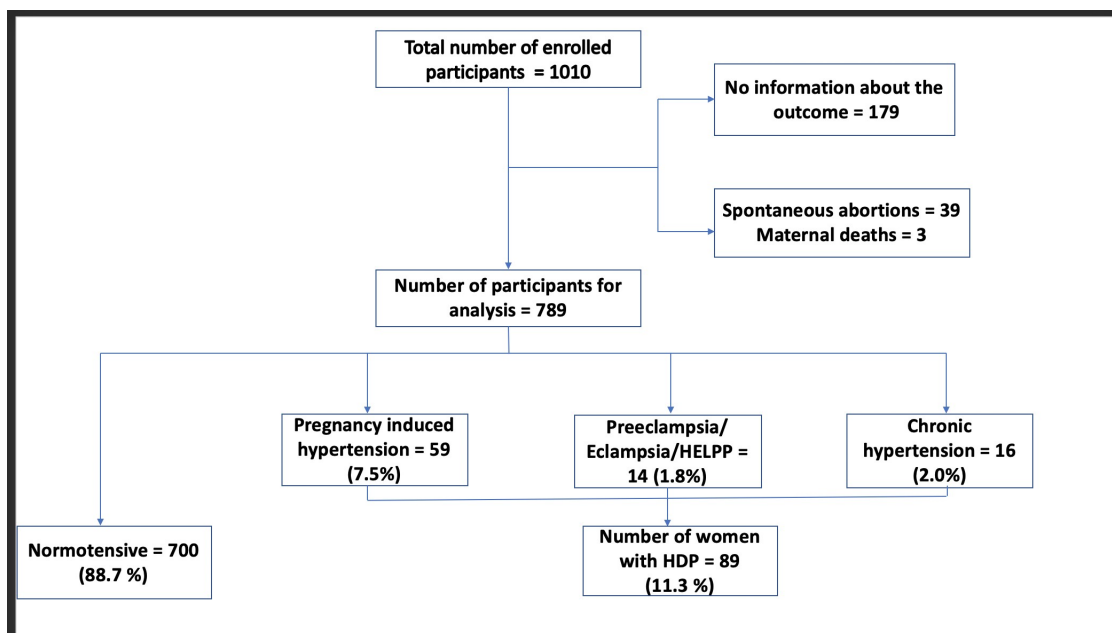 Total number of enrolled
participants = 1010
No information about the
outcome = 179
Spontaneous abortions = 39
Maternal deaths = 3
Number of participants for
analysis = 789
Pregnancy induced
hypertension = 59
(7.5%)
Preeclampsia/
Eclampsia/HELPP =
14 (1.8%)
Chronic
hypertension = 16
(2.0%)
Normotensive = 700
(88.7 %)
Number of women
with HDP = 89
(11.3 %)